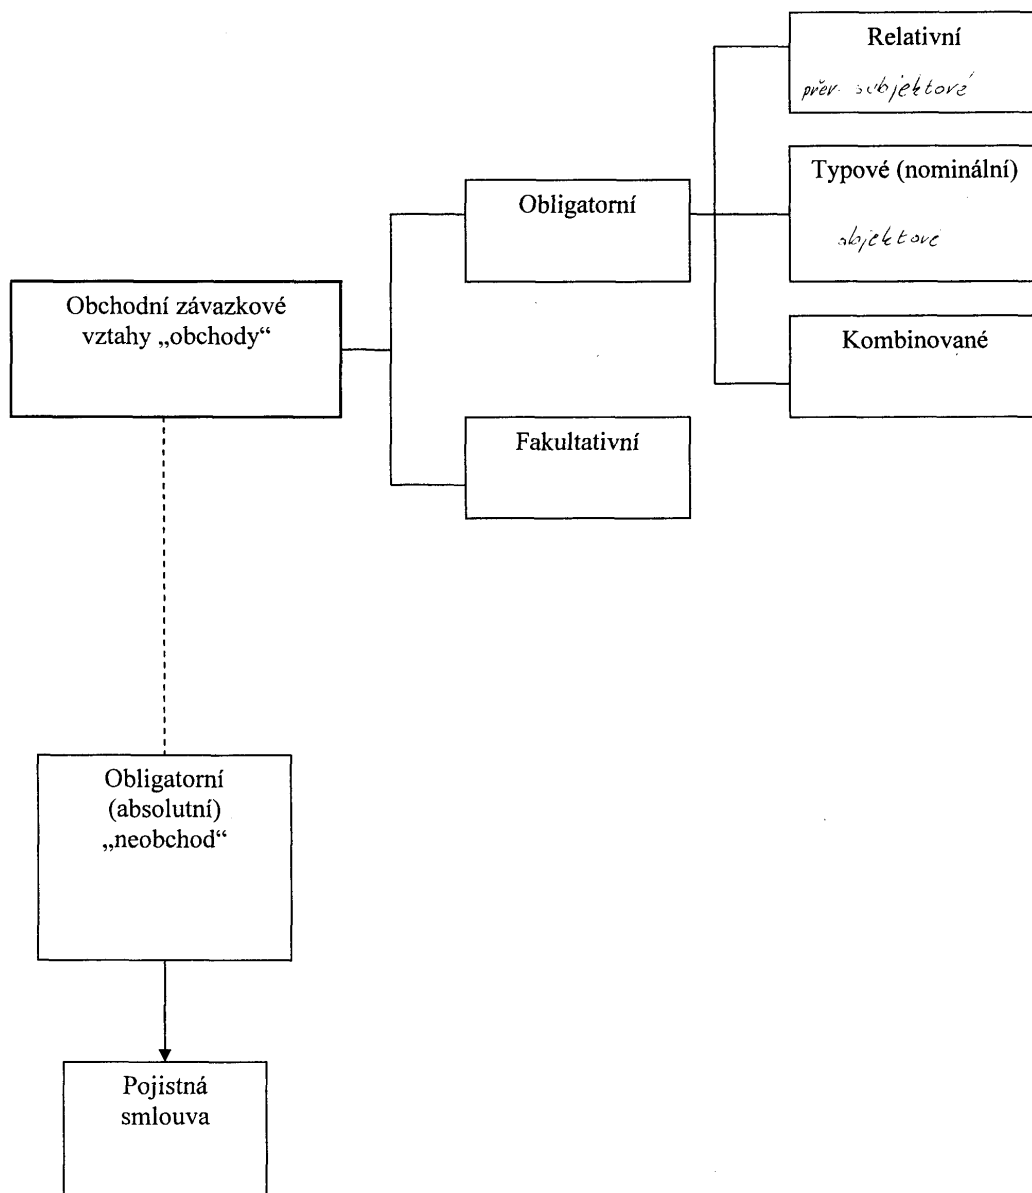 Relativní
přev. subjektové
Typové (nominální)
objektové
Obligatorní
Obchodní závazkové
vztahy „obchody“
Kombinované
Fakultativní
Obligatorní
(absolutní)
„neobchod“
Pojistná
smlouva